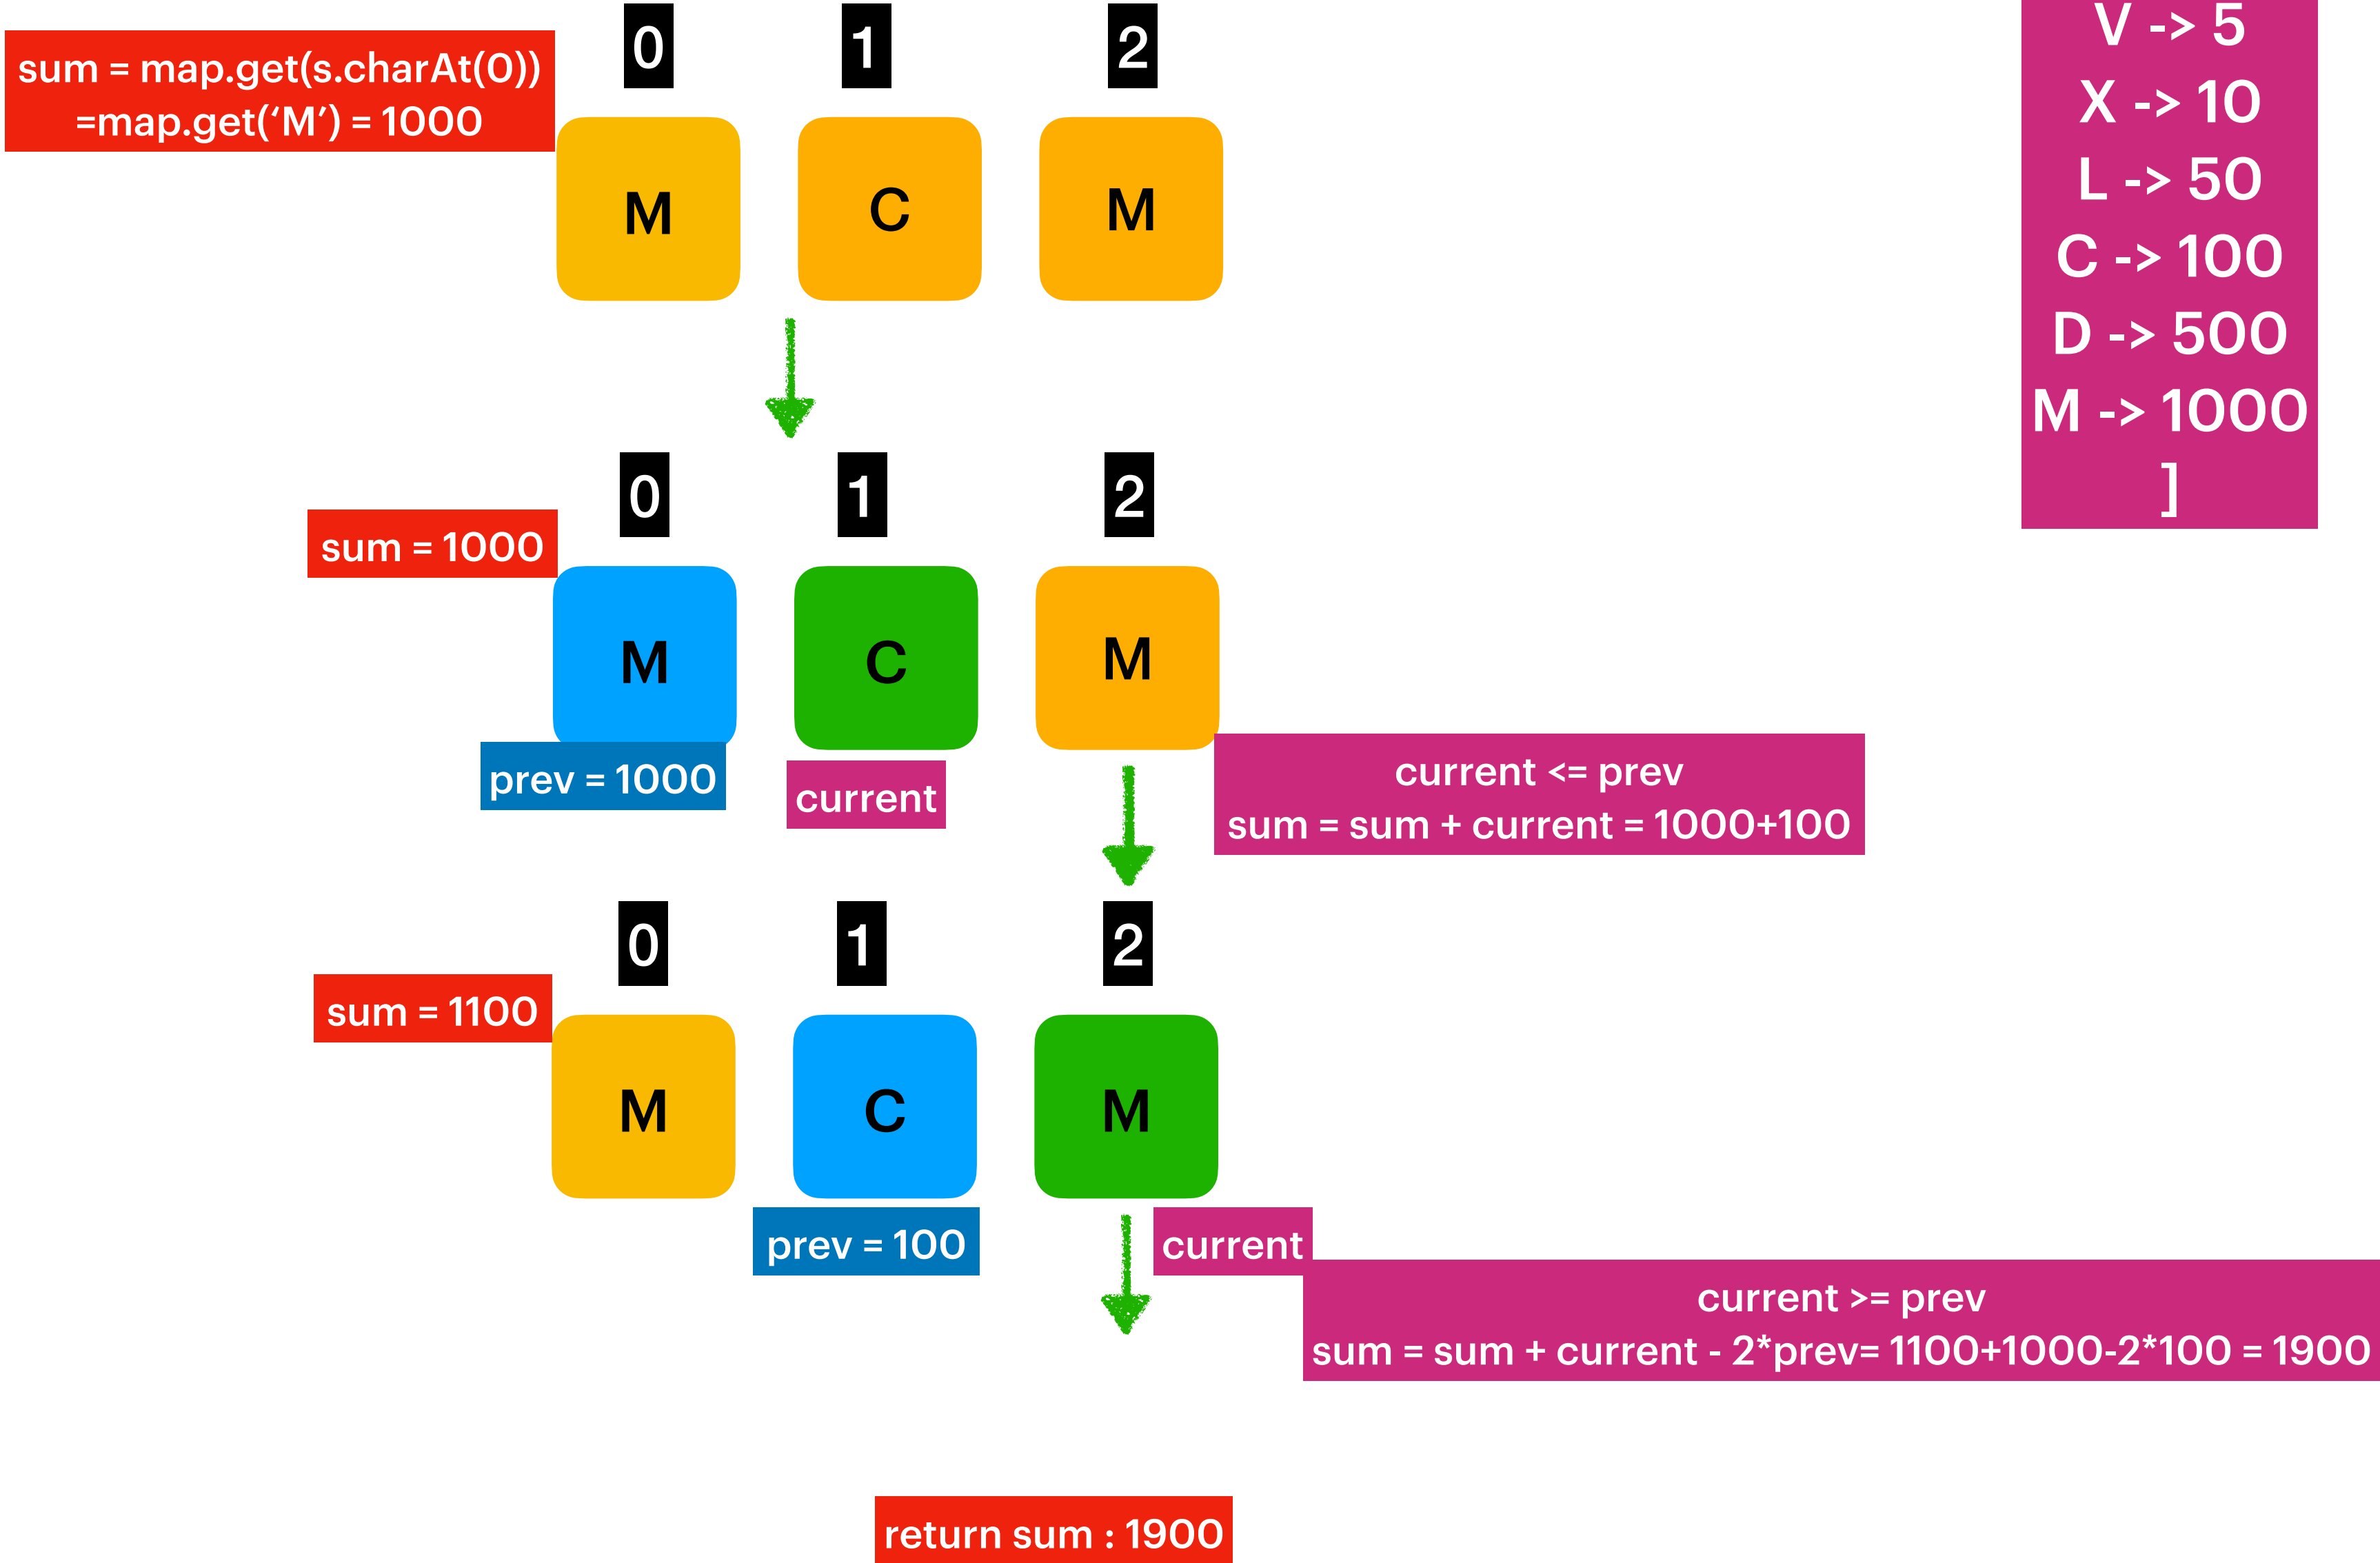 0 1 2
sum = map.get(s.charAt(0))
=map.get(‘M’) = 1000
M C M
V -> 5
X -> 10
L -> 50
C -> 100
D -> 500
M -> 1000
]
0 1 2
sum = 1000
M C M
prev = 1000
current
current <= prev
sum = sum + current = 1000+100
0 1 2
sum = 1100
M C M
prev = 100
current
current >= prev
sum = sum + current - 2*prev= 1100+1000-2*100 = 1900
return sum : 1900